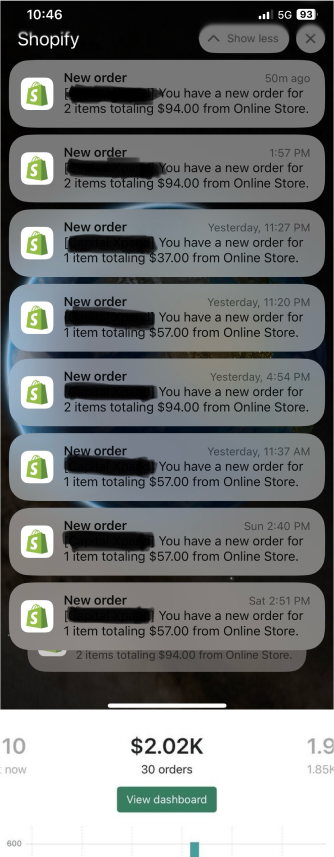 10:46
5G 93
Shopify
Show less
New order
50m ago
[
You have a new order for
2 items totaling $94.00 from Online Store.
New order
1:57 PM
[
You have a new order for
2 items totaling $94.00 from Online Store.
New order
Yesterday, 11:27 PM
[
You have a new order for
1 item totaling $37.00 from Online Store.
New order
Yesterday, 11:20 PM
[
You have a new order for
1 item totaling $57.00 from Online Store.
New order
Yesterday, 4:54 PM
You have a new order for
2 items totaling $94.00 from Online Store.
New order
Yesterday, 11:37 AM
[
You have a new order for
1 item totaling $57.00 from Online Store.
New order
Sun 2:40 PM
You have a new order for
1 item totaling $57.00 from Online Store.
New order
Sat 2:51 PM
[
You have a new order for
1 item totaling $57.00 from Online Store.
2 items totaling $94.00 from Online Store.
10 $2.02K 1.9
now 30 orders 1.85K
View dashboard
600